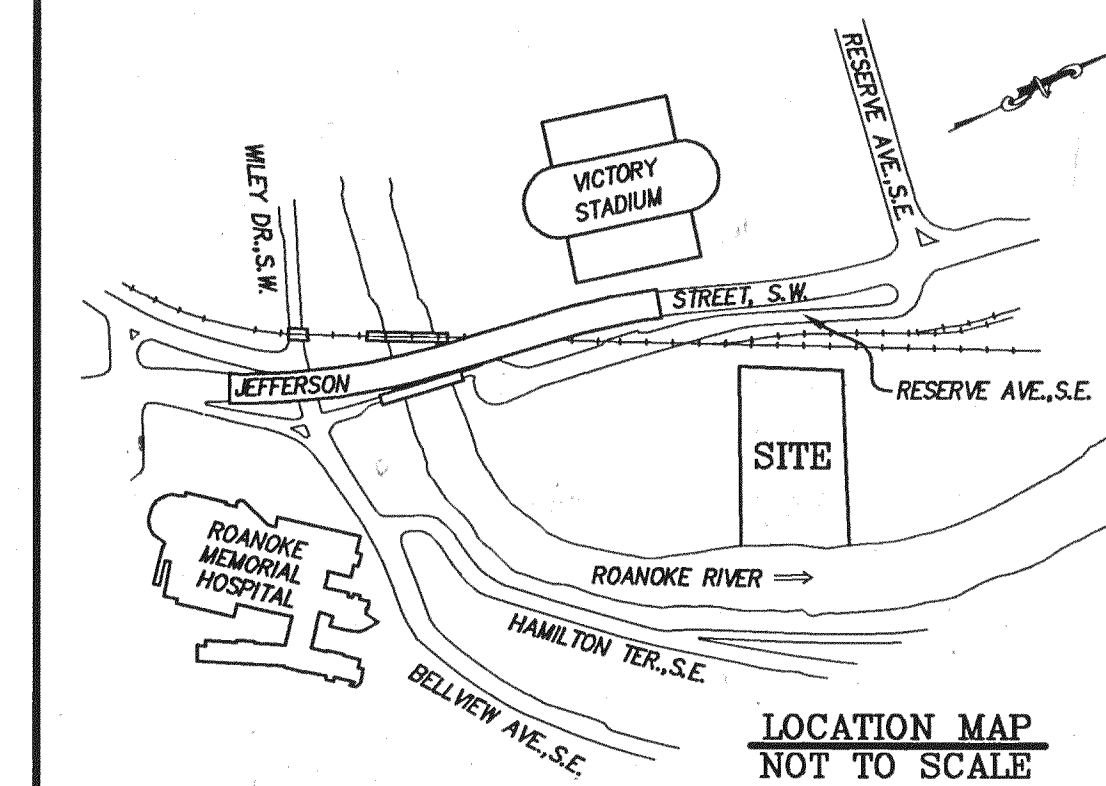 RESERVE AVE.,S.E.
N
WILEY DR.,S.W.
VICTORY
STADIUM
STREET, S.W.
JEFFERSON
RESERVE AVE.,S.E.
SITE
ROANOKE
MEMORIAL
HOSPITAL
ROANOKE RIVER
HAMILTON TER.,S.E.
BELLVIEW AVE.,S.E.
LOCATION MAP
NOT TO SCALE